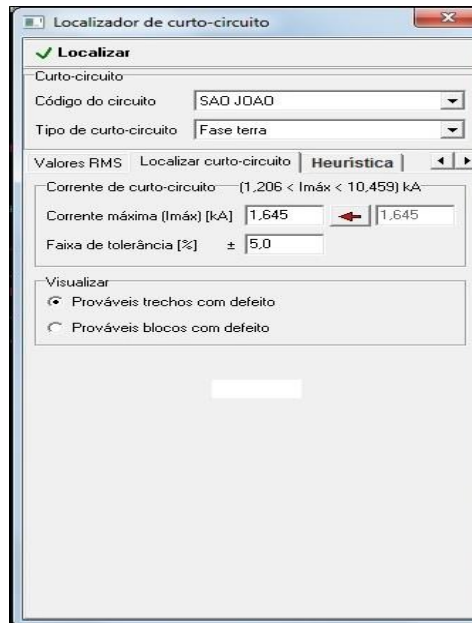 Localizador de curto-circuito
Localizar
Curto-circuito
Código do circuito SAO JOAO
Tipo de curto-circuito Fase terra
Valores RMS Localizar curto-circuito Heurística
Corrente de curto-circuito (1,206 < Imáx < 10,459) kA
Corrente máxima (Imáx) [kA] 1,645 1,645
Faixa de tolerância [%] ± 5,0
Visualizar
Prováveis trechos com defeito
Prováveis blocos com defeito